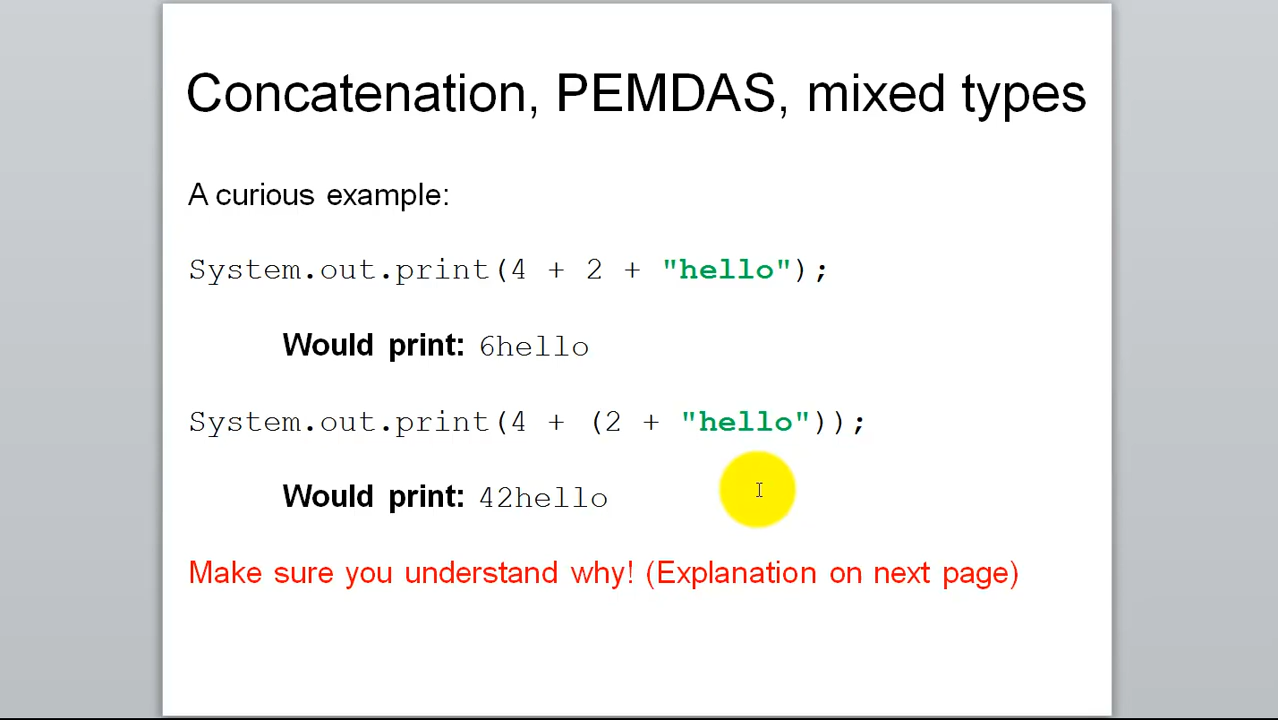 Concatenation, PEMDAS, mixed types
A curious example:
System.out.print(4 + 2 + "hello");
Would print: 6hello
System.out.print(4 + (2 + "hello"));
Would print: 42hello
Make sure you understand why! (Explanation on next page)